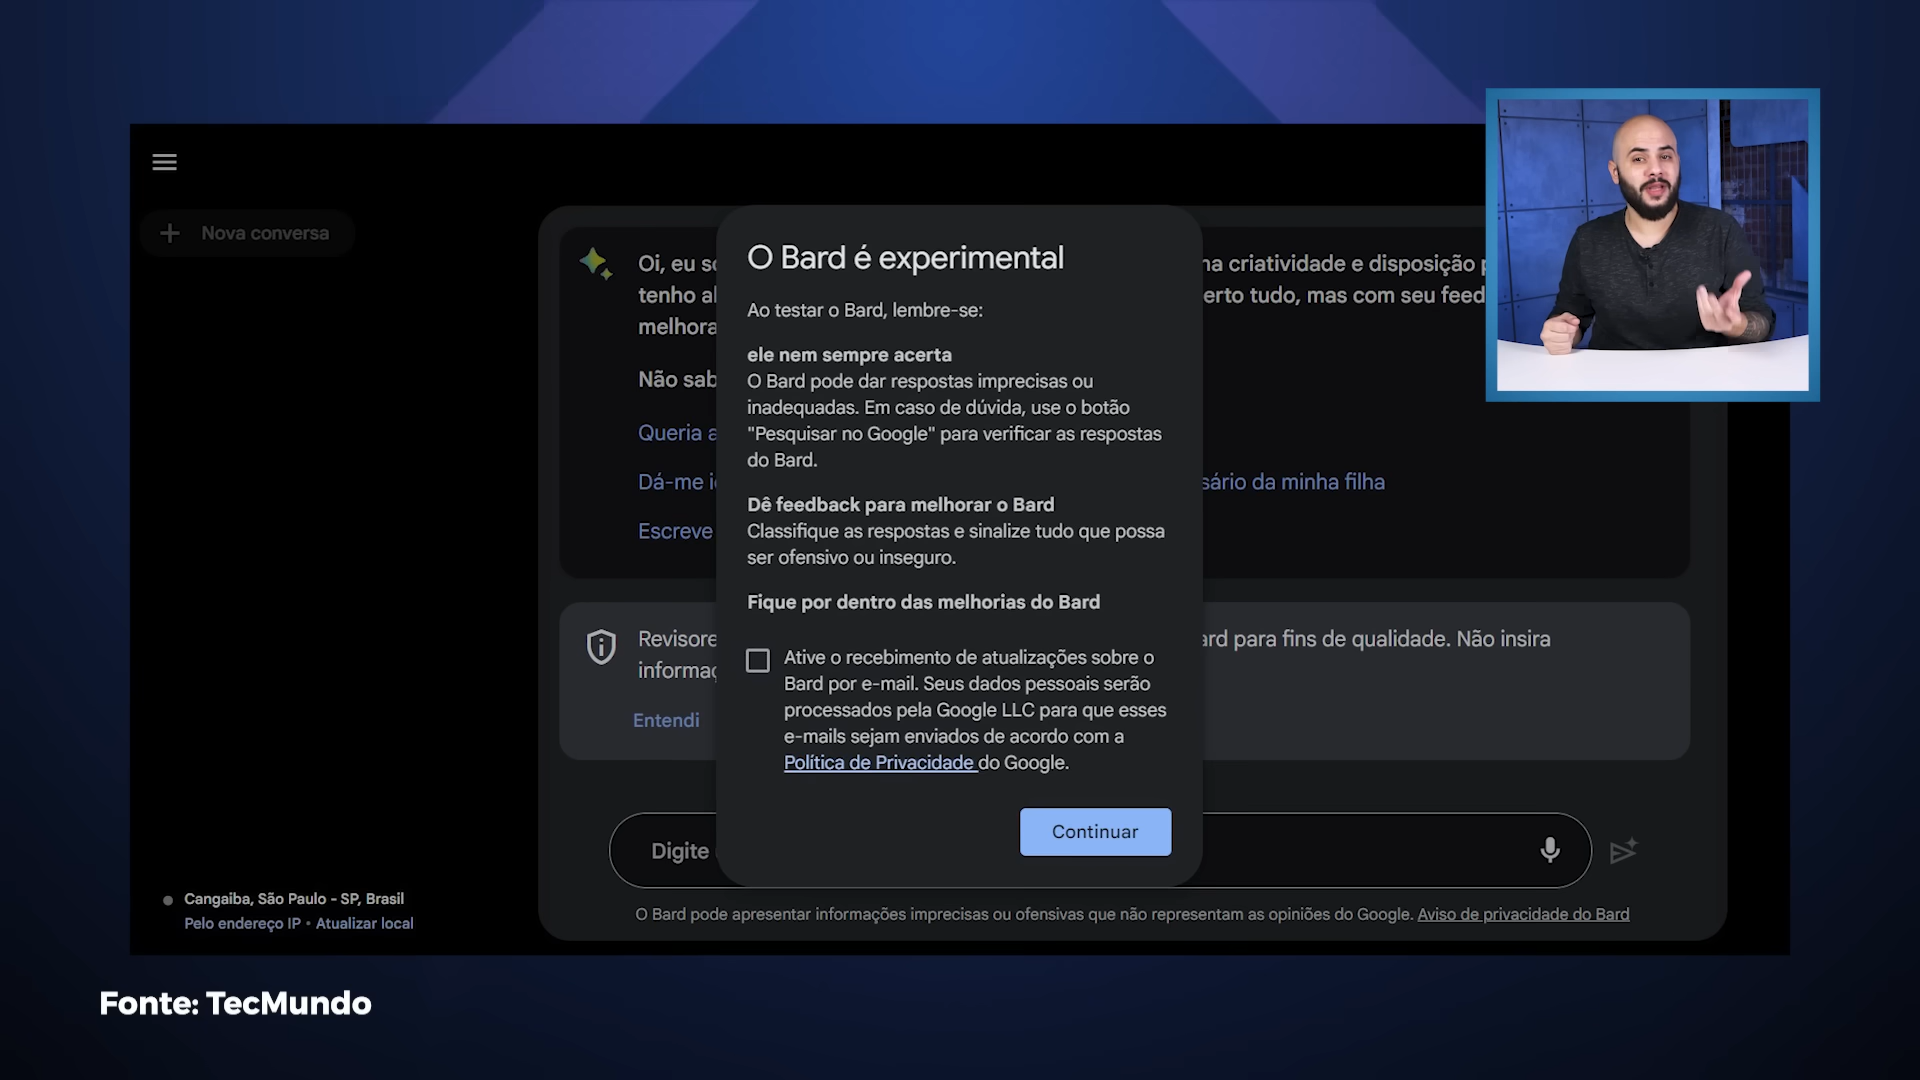 Nova conversa
Oi, eu
na criatividade e disposição
tenho
erto tudo, mas com seu feed
melhora
Não sab
Queria a
Dá-me
sário da minha filha
Escreve
O Bard é experimental
Ao testar o Bard, lembre-se:
ele nem sempre acerta
O Bard pode dar respostas imprecisas ou
inadequadas. Em caso de dúvida, use o botão
"Pesquisar no Google" para verificar as respostas
do Bard.
Dê feedback para melhorar o Bard
Classifique as respostas e sinalize tudo que possa
ser ofensivo ou inseguro.
Fique por dentro das melhorias do Bard
Ative o recebimento de atualizações sobre o
Bard por e-mail. Seus dados pessoais serão
processados pela Google LLC para que esses
e-mails sejam enviados de acordo com a
Política de Privacidade do Google.
Continuar
Revisore
ard para fins de qualidade. Não insira
informaç
Entendi
Digite
O Bard pode apresentar informações imprecisas ou ofensivas que não representam as opiniões do Google. Aviso de privacidade do Bard
Cangaiba, São Paulo - SP, Brasil
Pelo endereço IP • Atualizar local
Fonte: TecMundo